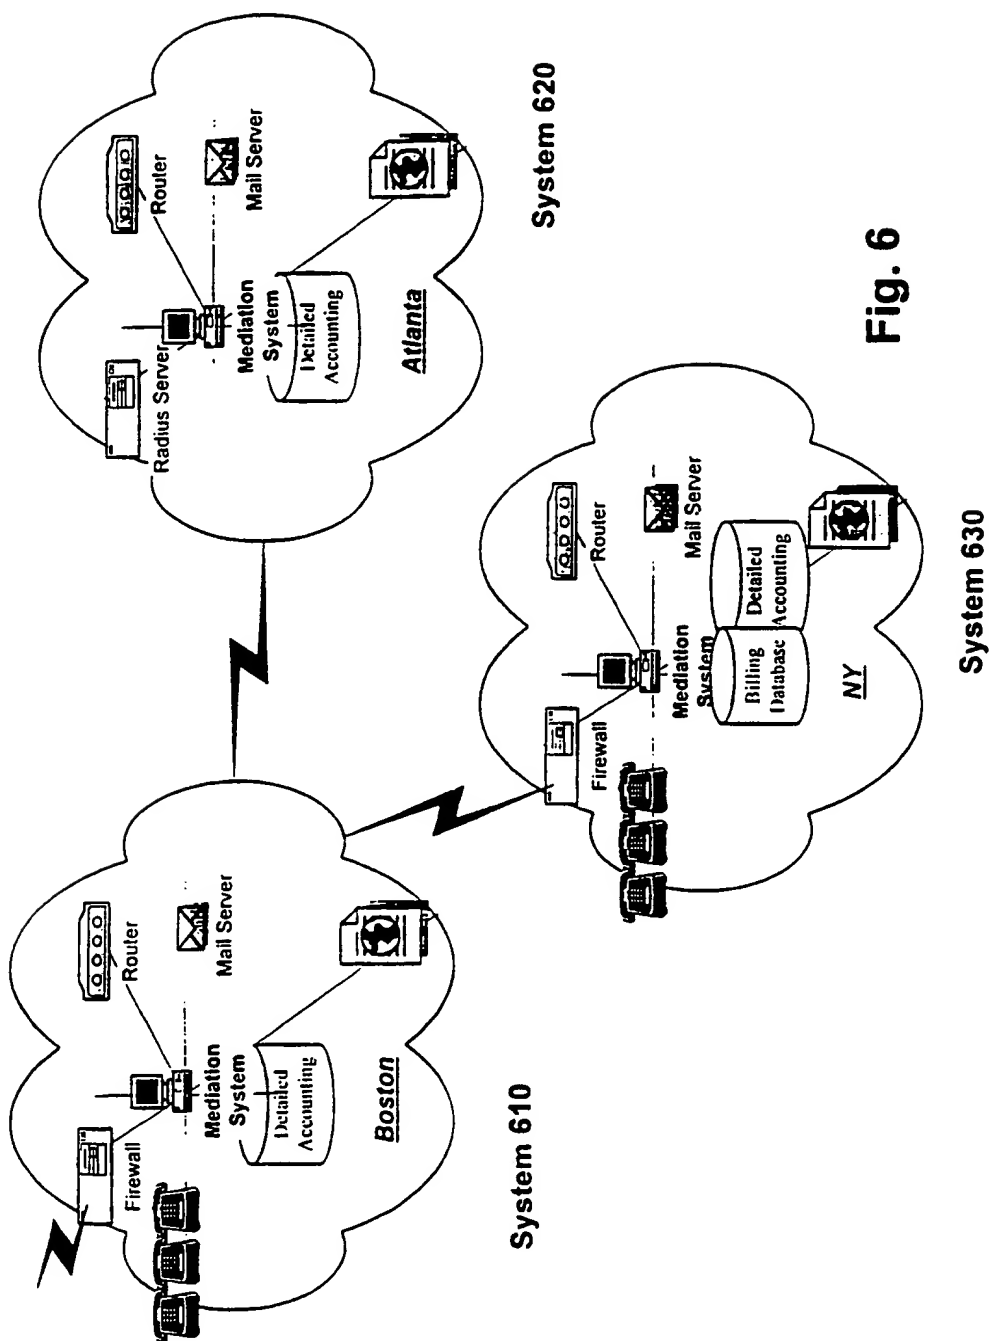 Firewall
Router
Mediation
System
Mail Server
Detailed
Accounting
Boston
System 610
Radius Server
Router
Mediation
System
Mail Server
Detailed
Accounting
Atlanta
System 620
Firewall
Router
Mediation
System
Mail Server
Billing
Database
Detailed
Accounting
NY
System 630
Fig. 6